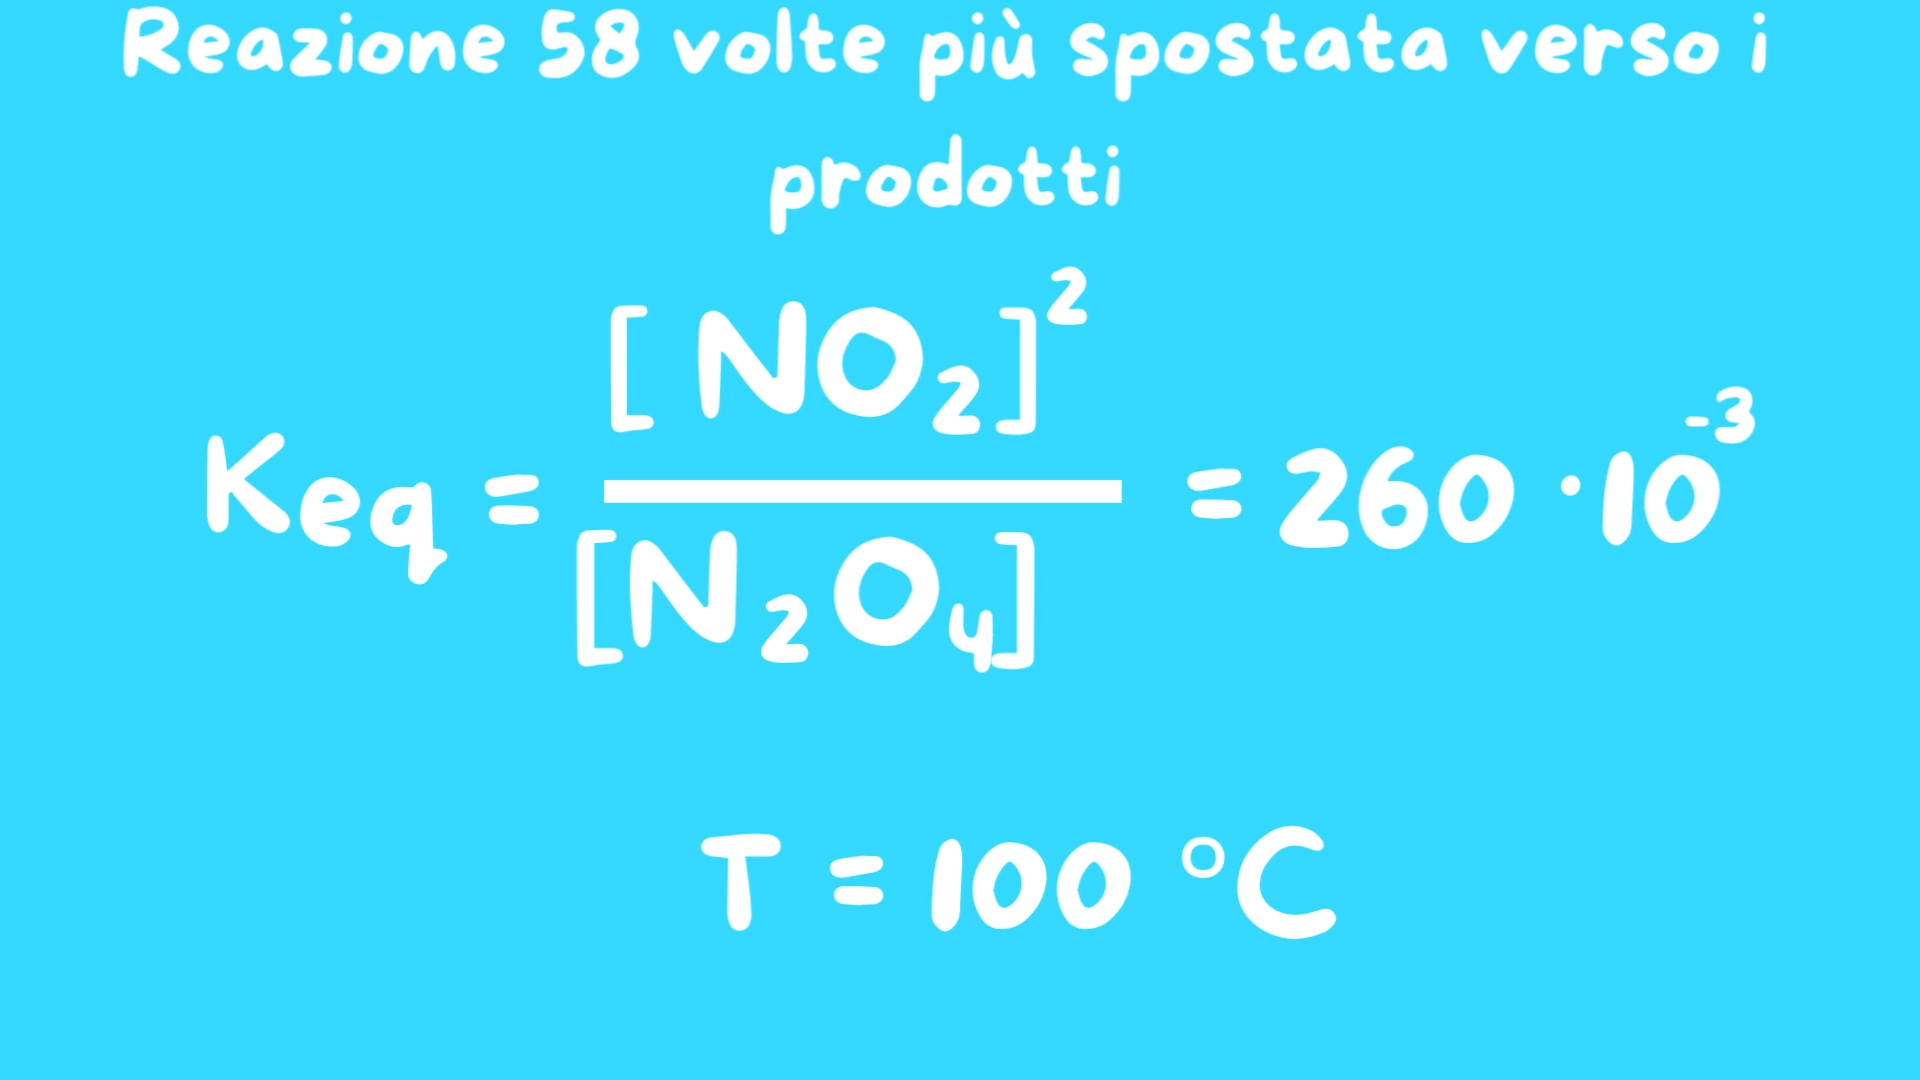 Reazione 58 volte più spostata verso i
prodotti
[NO₂]²
Keq = = 260 · 10⁻³
[N₂O₄]
T = 100 °C